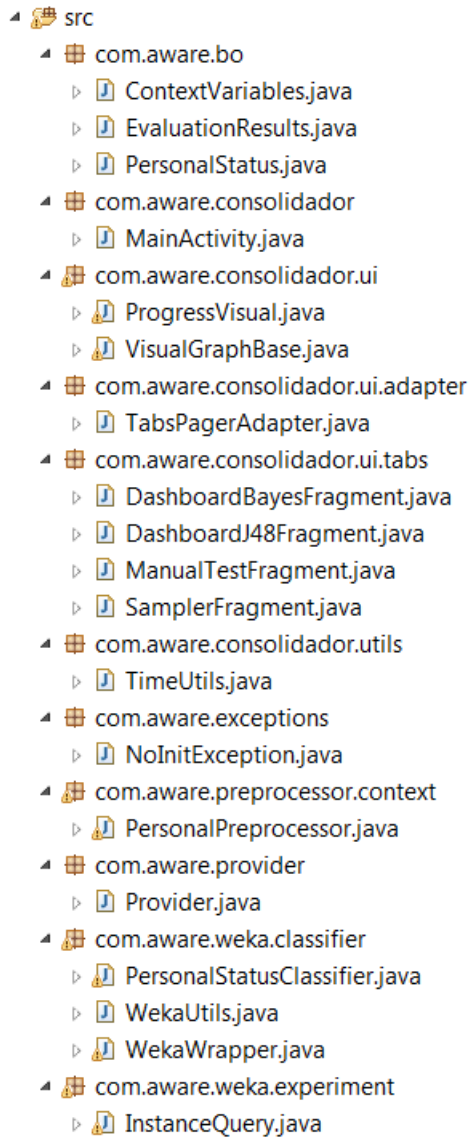 src
com.aware.bo
ContextVariables.java
EvaluationResults.java
PersonalStatus.java
com.aware.consolidador
MainActivity.java
com.aware.consolidador.ui
ProgressVisual.java
VisualGraphBase.java
com.aware.consolidador.ui.adapter
TabsPagerAdapter.java
com.aware.consolidador.ui.tabs
DashboardBayesFragment.java
DashboardJ48Fragment.java
ManualTestFragment.java
SamplerFragment.java
com.aware.consolidador.utils
TimeUtils.java
com.aware.exceptions
NoInitException.java
com.aware.preprocessor.context
PersonalPreprocessor.java
com.aware.provider
Provider.java
com.aware.weka.classifier
PersonalStatusClassifier.java
WekaUtils.java
WekaWrapper.java
com.aware.weka.experiment
InstanceQuery.java